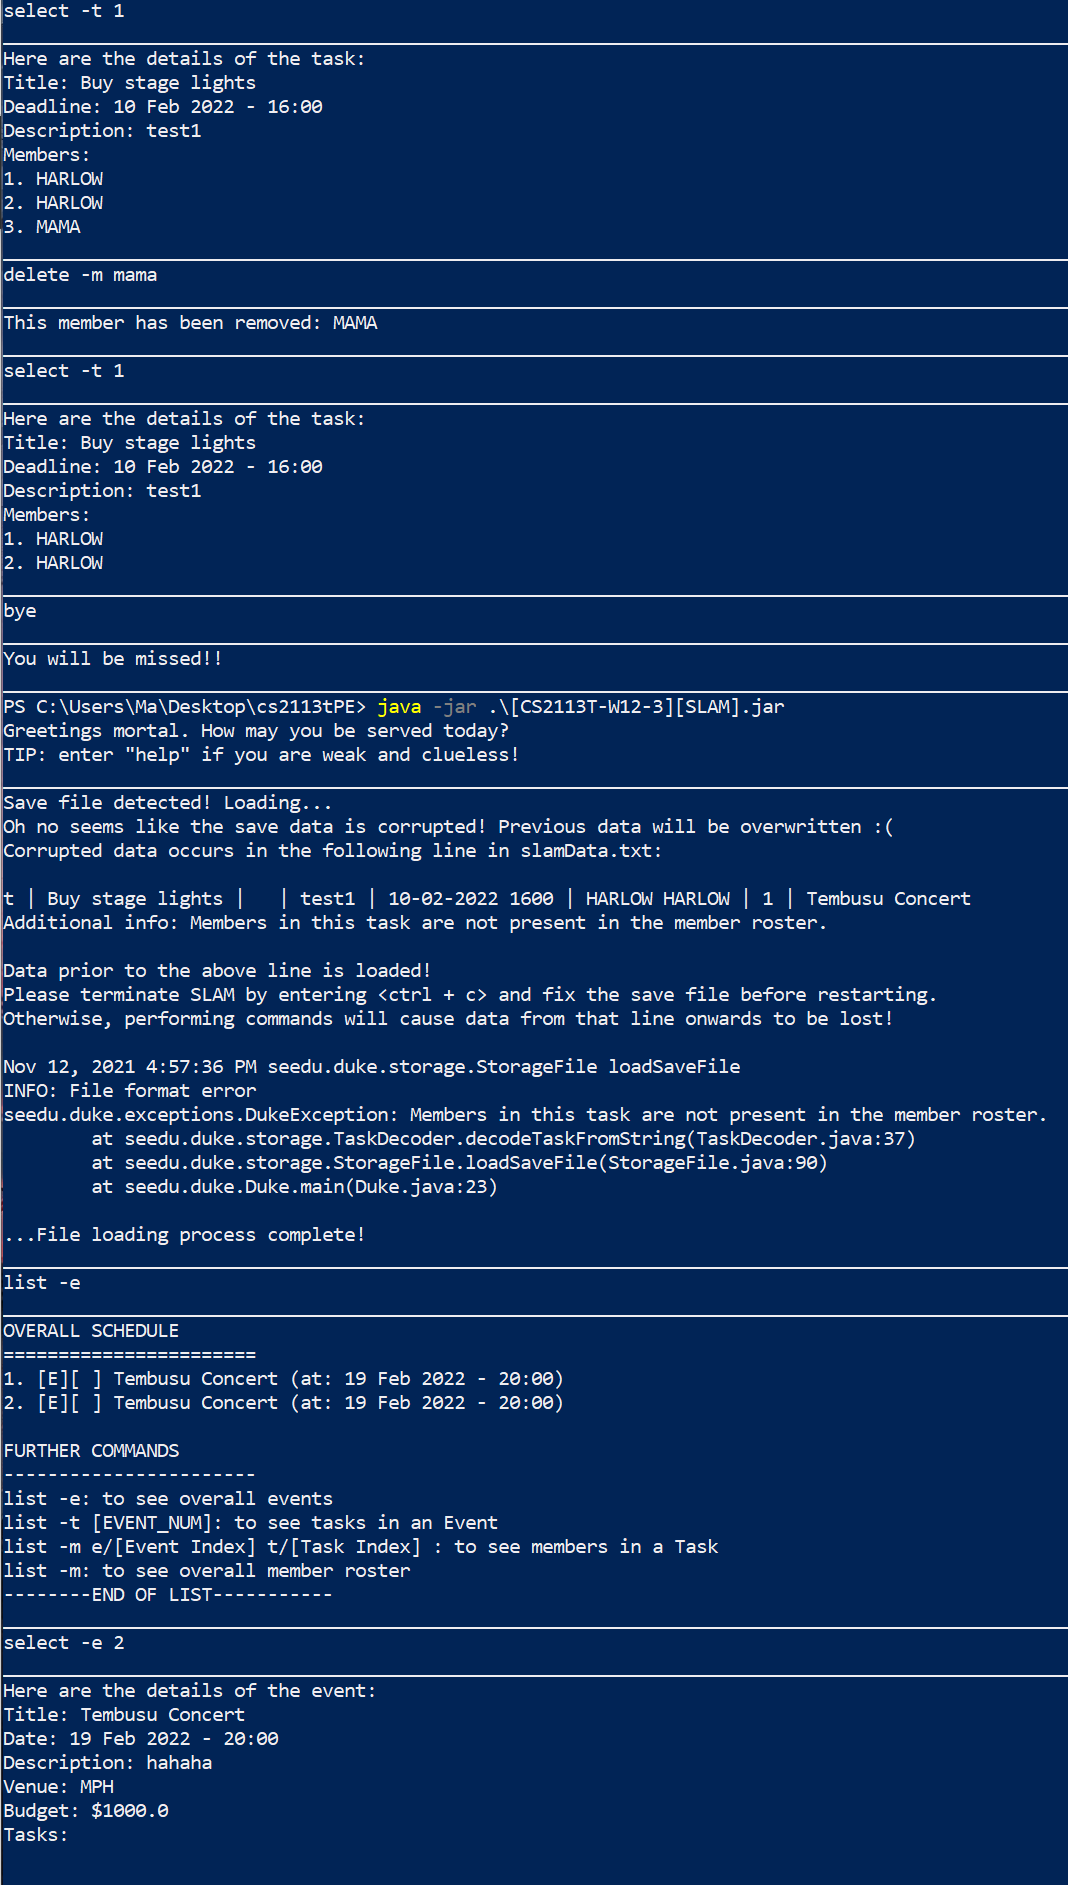 select -t 1
Here are the details of the task:
Title: Buy stage lights
Deadline: 10 Feb 2022 - 16:00
Description: test1
Members:
1. HARLOW
2. HARLOW
3. MAMA
delete -m mama
This member has been removed: MAMA
select -t 1
Here are the details of the task:
Title: Buy stage lights
Deadline: 10 Feb 2022 - 16:00
Description: test1
Members:
1. HARLOW
2. HARLOW
bye
You will be missed!!
PS C:\Users\Ma\Desktop\cs2113tPE> java -jar .\[CS2113T-W12-3][SLAM].jar
Greetings mortal. How may you be served today?
TIP: enter "help" if you are weak and clueless!
Save file detected! Loading...
Oh no seems like the save data is corrupted! Previous data will be overwritten :(
Corrupted data occurs in the following line in slamData.txt:
t | Buy stage lights |   | test1 | 10-02-2022 1600 | HARLOW HARLOW | 1 | Tembusu Concert
Additional info: Members in this task are not present in the member roster.
Data prior to the above line is loaded!
Please terminate SLAM by entering <ctrl + c> and fix the save file before restarting.
Otherwise, performing commands will cause data from that line onwards to be lost!
Nov 12, 2021 4:57:36 PM seedu.duke.storage.StorageFile loadSaveFile
INFO: File format error
seedu.duke.exceptions.DukeException: Members in this task are not present in the member roster.
        at seedu.duke.storage.TaskDecoder.decodeTaskFromString(TaskDecoder.java:37)
        at seedu.duke.storage.StorageFile.loadSaveFile(StorageFile.java:90)
        at seedu.duke.Duke.main(Duke.java:23)
...File loading process complete!
list -e
OVERALL SCHEDULE
=======================
1. [E][ ] Tembusu Concert (at: 19 Feb 2022 - 20:00)
2. [E][ ] Tembusu Concert (at: 19 Feb 2022 - 20:00)
FURTHER COMMANDS
-----------------------
list -e: to see overall events
list -t [EVENT_NUM]: to see tasks in an Event
list -m e/[Event Index] t/[Task Index] : to see members in a Task
list -m: to see overall member roster
--------END OF LIST-----------
select -e 2
Here are the details of the event:
Title: Tembusu Concert
Date: 19 Feb 2022 - 20:00
Description: hahaha
Venue: MPH
Budget: $1000.0
Tasks: